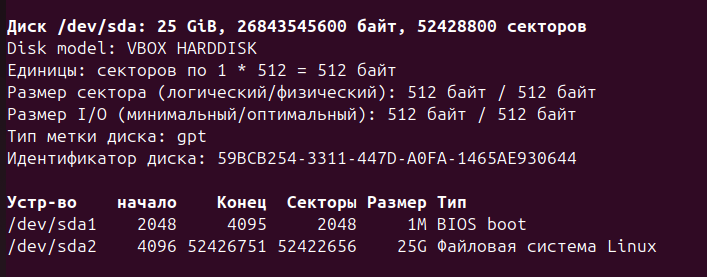 Диск /dev/sda: 25 GiB, 26843545600 байт, 52428800 секторов
Disk model: VBOX HARDDISK
Единицы: секторов по 1 * 512 = 512 байт
Размер сектора (логический/физический): 512 байт / 512 байт
Размер I/O (минимальный/оптимальный): 512 байт / 512 байт
Тип метки диска: gpt
Идентификатор диска: 59BCB254-3311-447D-A0FA-1465AE930644

Устр-во начало Конец Секторы Размер Тип
/dev/sda1 2048 4095 2048 1M BIOS boot
/dev/sda2 4096 52426751 52422656 25G Файловая система Linux